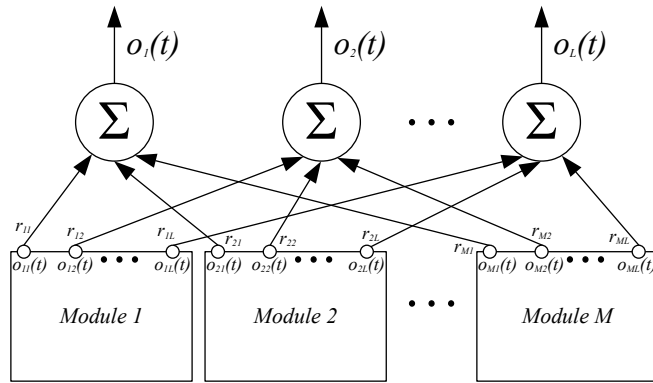 o1(t) o2(t) oL(t)
Σ Σ • • • Σ
r11 r12 r1L r21 r22 r2L rM1 rM2 rML
o11(t) o12(t) • • • o1L(t) o21(t) o22(t) • • • o2L(t) oM1(t) oM2(t) • • • oML(t)
Module 1 Module 2 • • • Module M